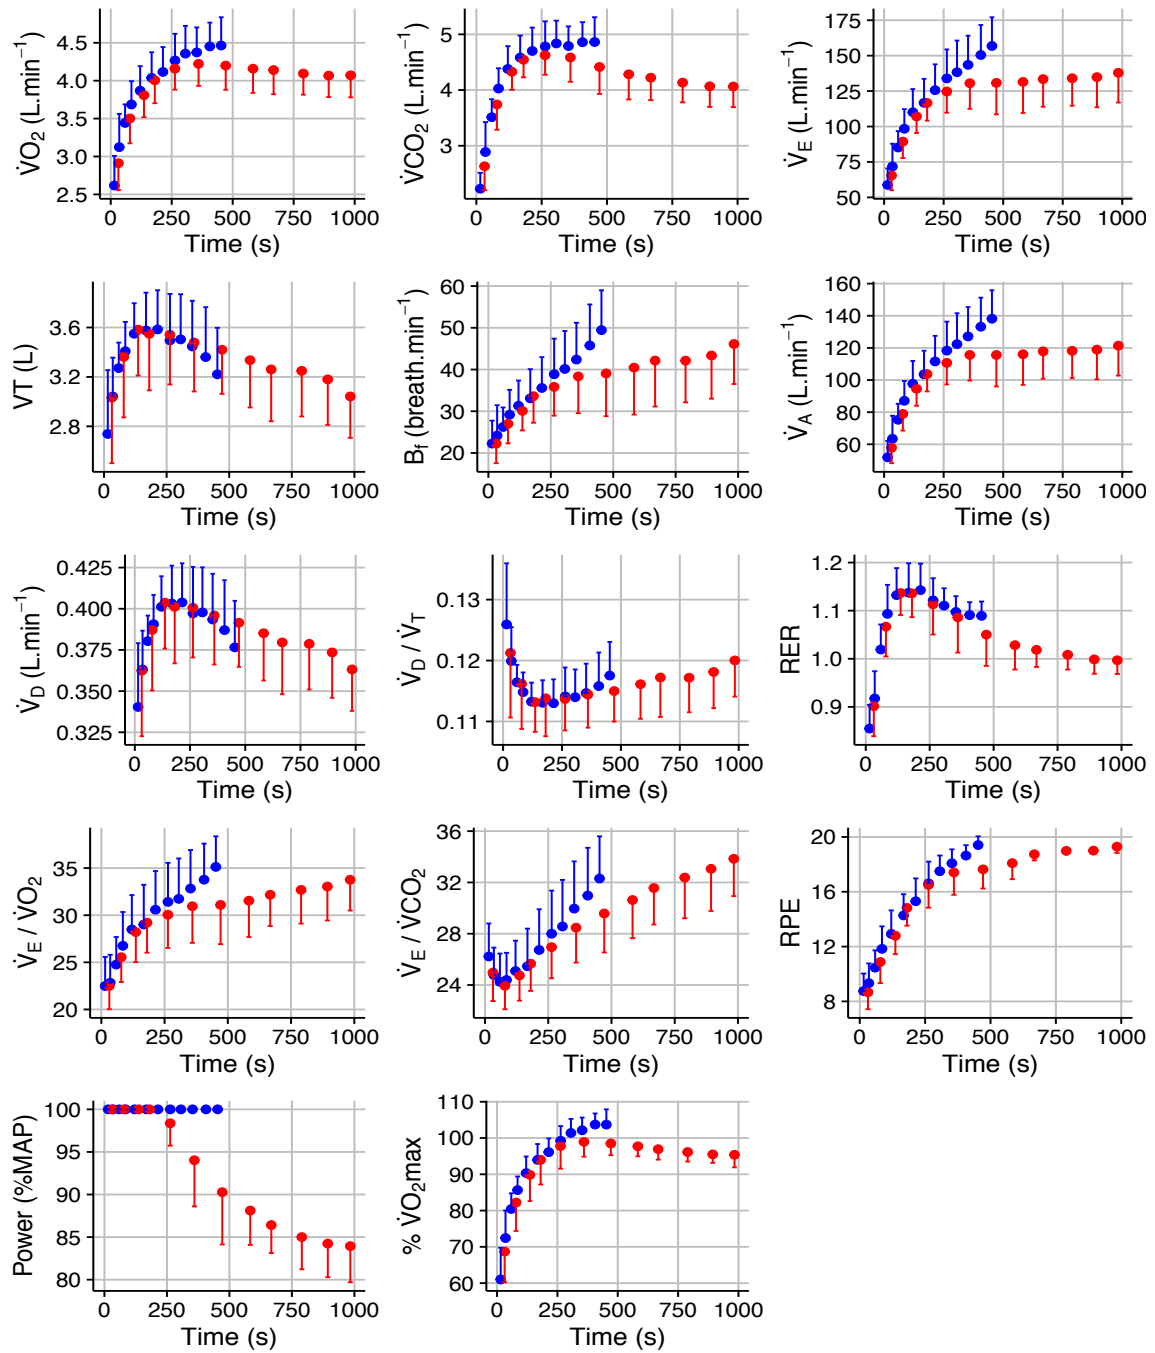 V̇O₂ (L.min⁻¹)
4.5
4.0
3.5
3.0
2.5
0 250 500 750 1000
Time (s)
V̇CO₂ (L.min⁻¹)
5
4
3
0 250 500 750 1000
Time (s)
V̇E (L.min⁻¹)
175
150
125
100
75
50
0 250 500 750 1000
Time (s)
VT (L)
3.6
3.2
2.8
0 250 500 750 1000
Time (s)
Bf (breath.min⁻¹)
60
50
40
30
20
0 250 500 750 1000
Time (s)
V̇A (L.min⁻¹)
160
140
120
100
80
60
0 250 500 750 1000
Time (s)
V̇D (L.min⁻¹)
0.425
0.400
0.375
0.350
0.325
0 250 500 750 1000
Time (s)
V̇D / V̇T
0.13
0.12
0.11
0 250 500 750 1000
Time (s)
RER
1.2
1.1
1.0
0.9
0 250 500 750 1000
Time (s)
V̇E / V̇O₂
35
30
25
20
0 250 500 750 1000
Time (s)
V̇E / V̇CO₂
36
32
28
24
0 250 500 750 1000
Time (s)
RPE
20
16
12
8
0 250 500 750 1000
Time (s)
Power (%MAP)
100
95
90
85
80
0 250 500 750 1000
Time (s)
% V̇O₂max
110
100
90
80
70
60
0 250 500 750 1000
Time (s)